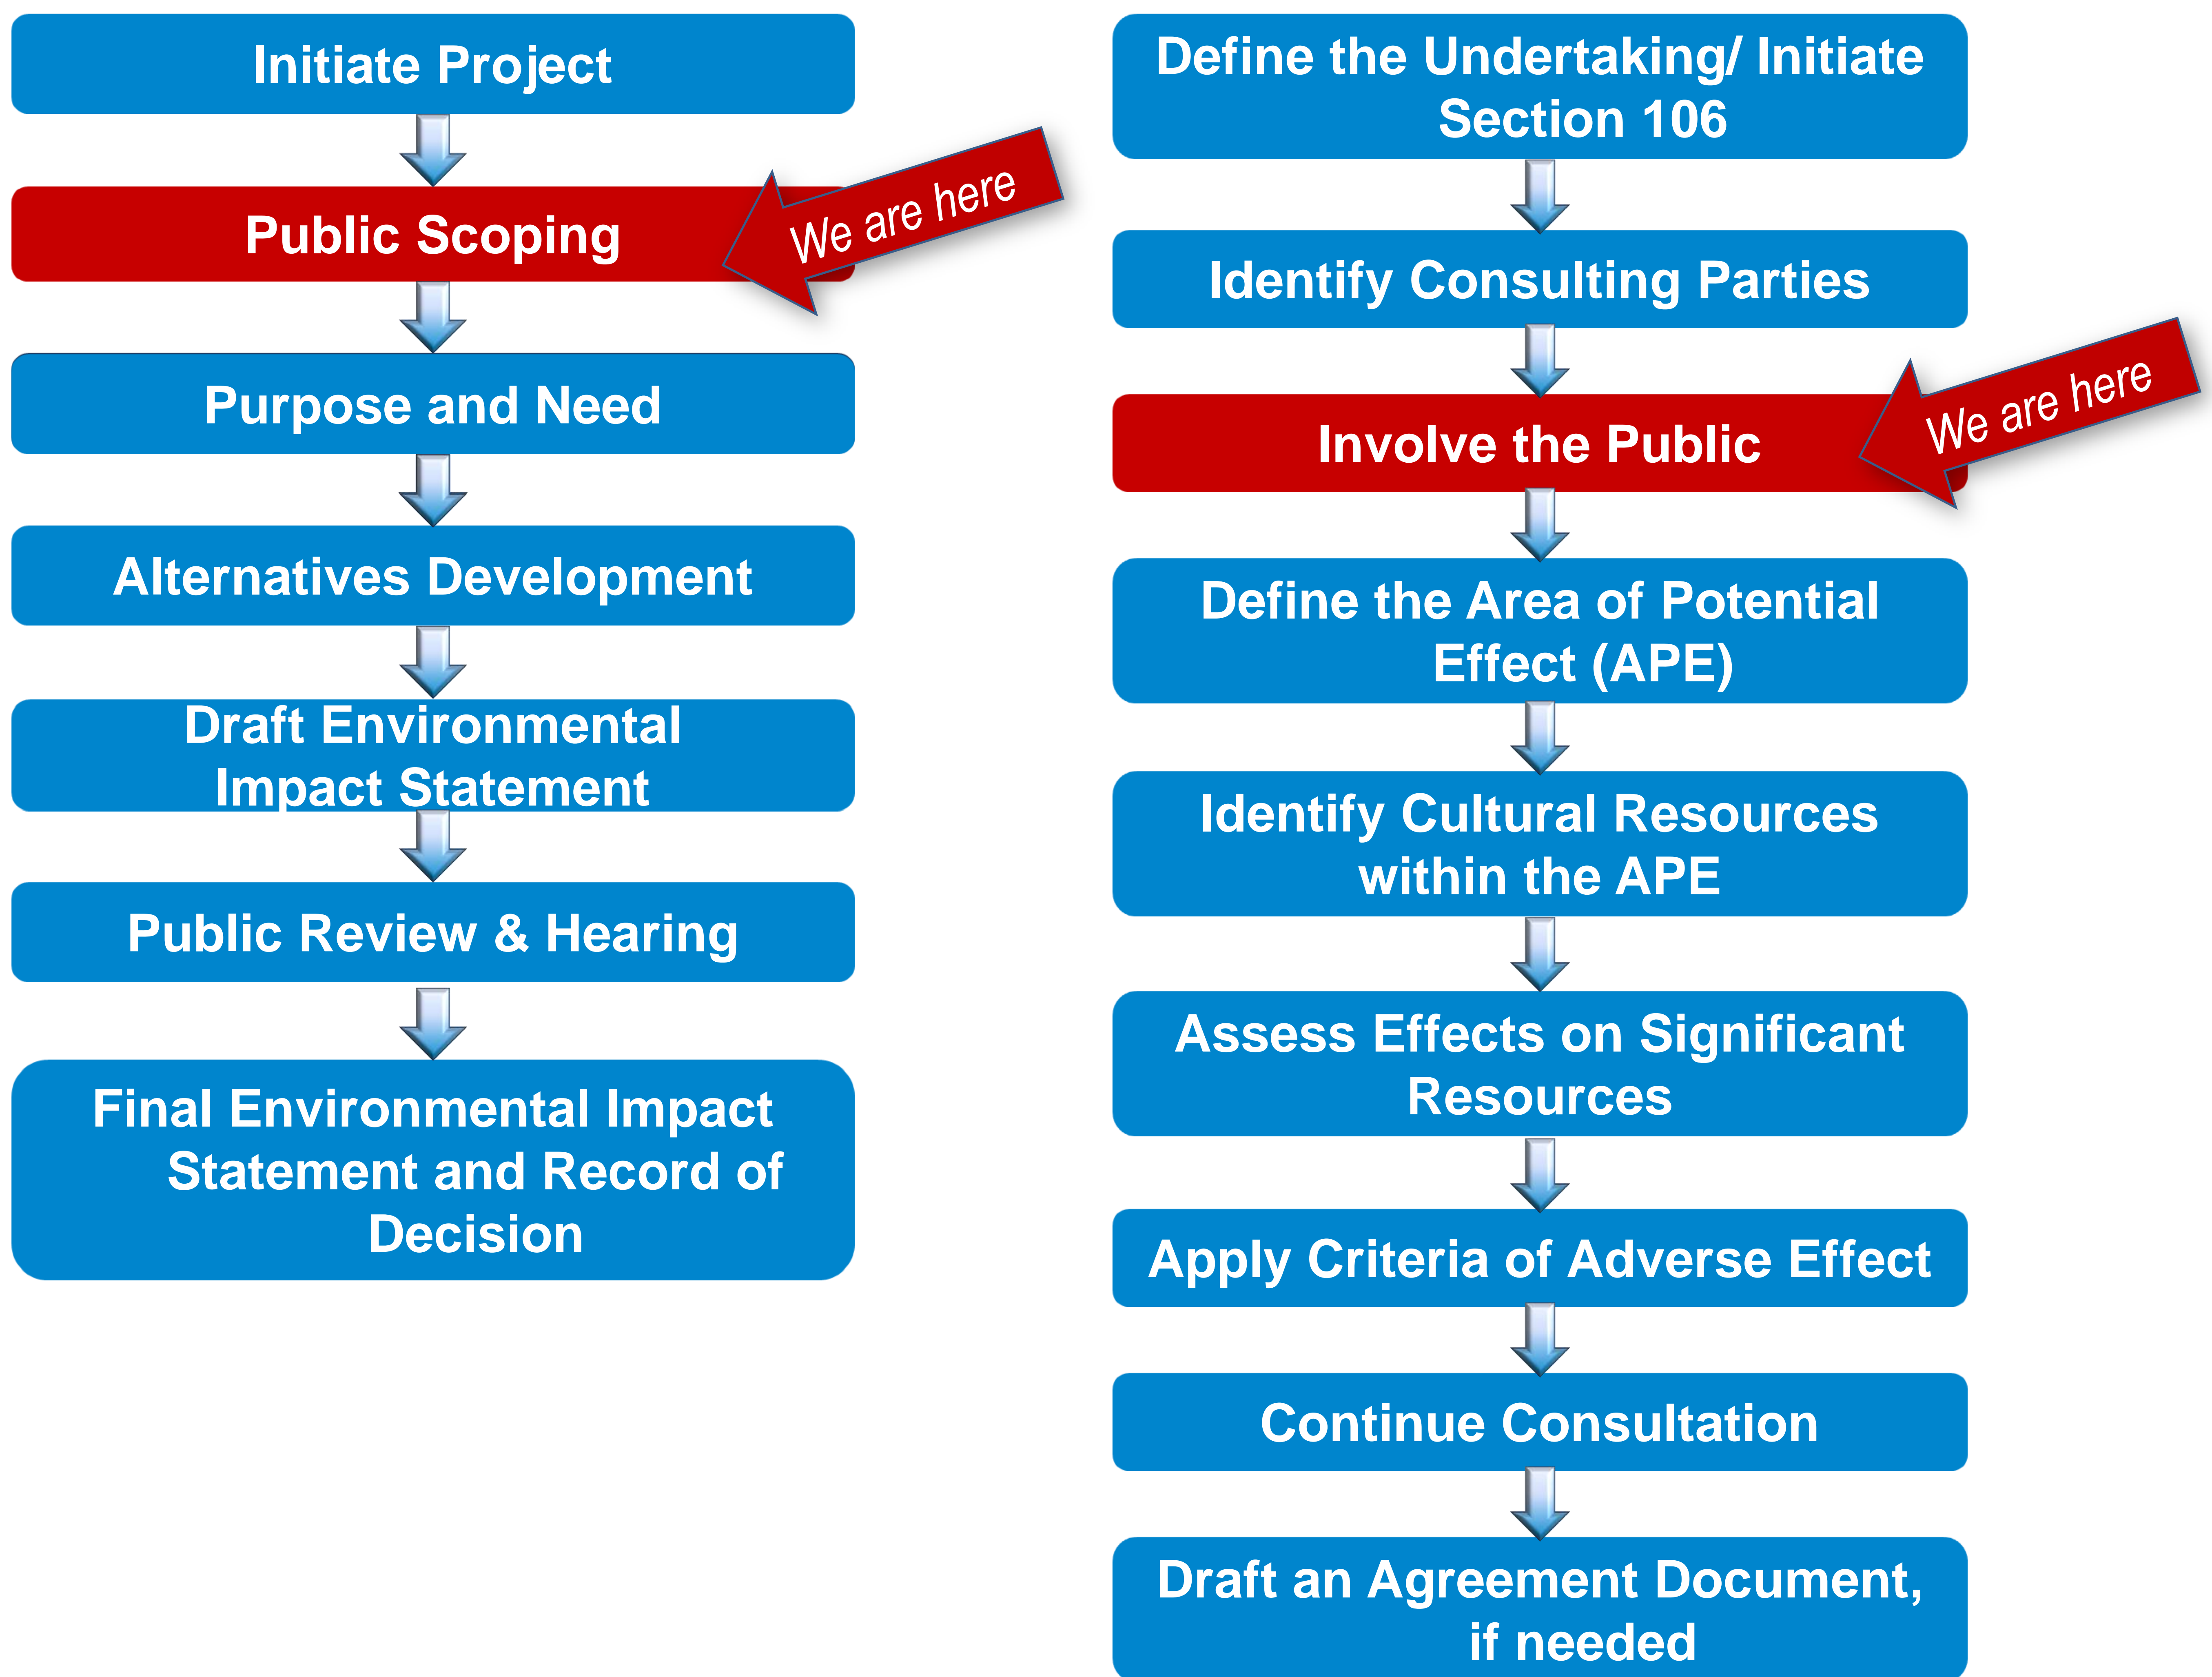 Initiate Project
Public Scoping
We are here
Purpose and Need
Alternatives Development
Draft Environmental
Impact Statement
Public Review & Hearing
Final Environmental Impact
Statement and Record of
Decision
Define the Undertaking/ Initiate
Section 106
Identify Consulting Parties
Involve the Public
We are here
Define the Area of Potential
Effect (APE)
Identify Cultural Resources
within the APE
Assess Effects on Significant
Resources
Apply Criteria of Adverse Effect
Continue Consultation
Draft an Agreement Document,
if needed